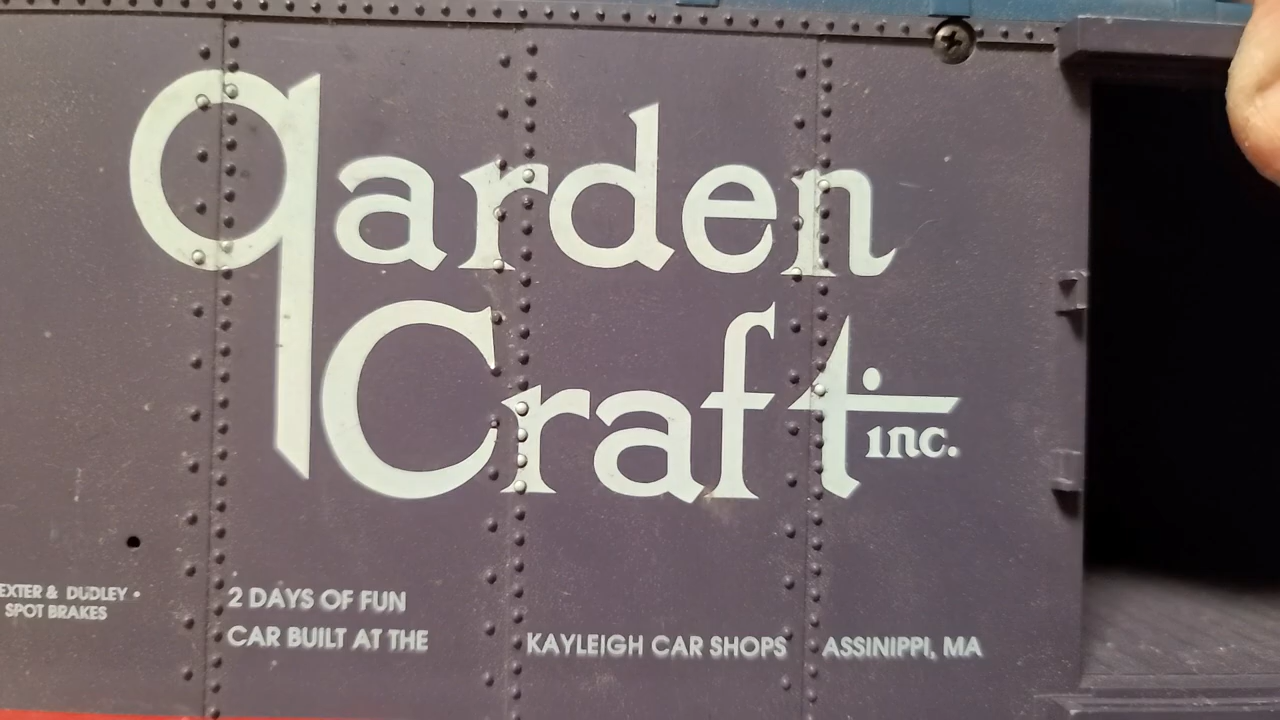 garden
Craft inc.
EXTER & DUDLEY •
SPOT BRAKES
2 DAYS OF FUN
CAR BUILT AT THE KAYLEIGH CAR SHOPS ASSINIPPI, MA